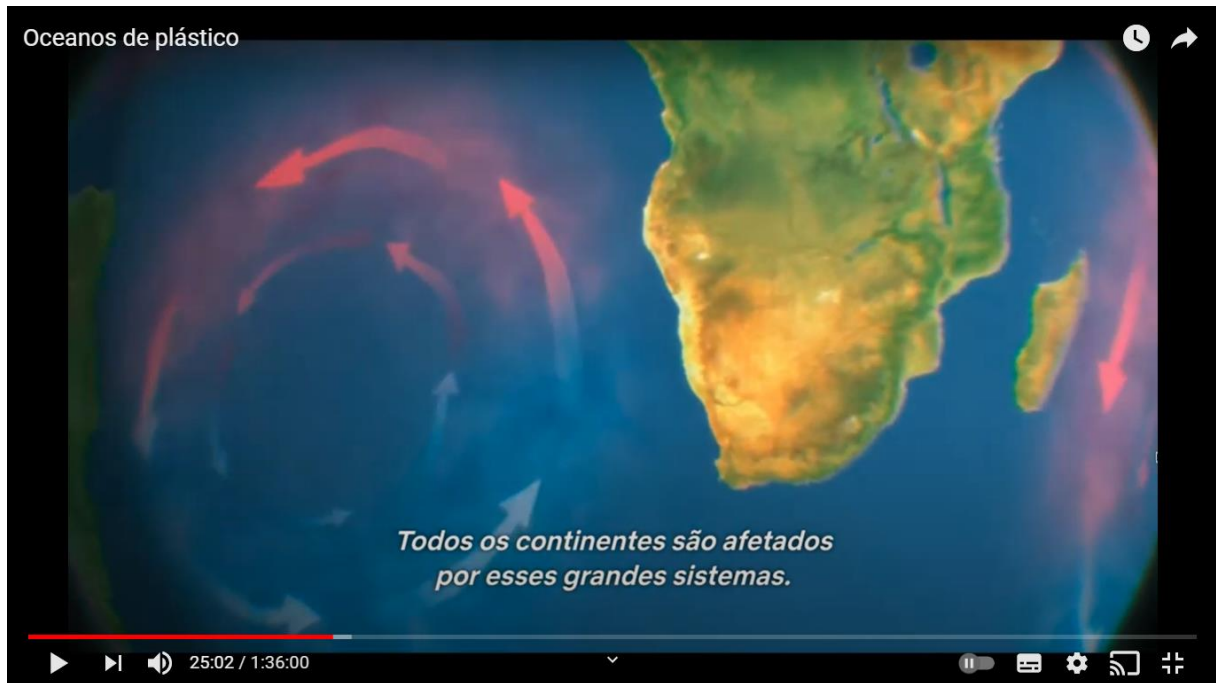 Oceanos de plástico
Todos os continentes são afetados
por esses grandes sistemas.
25:02 / 1:36:00